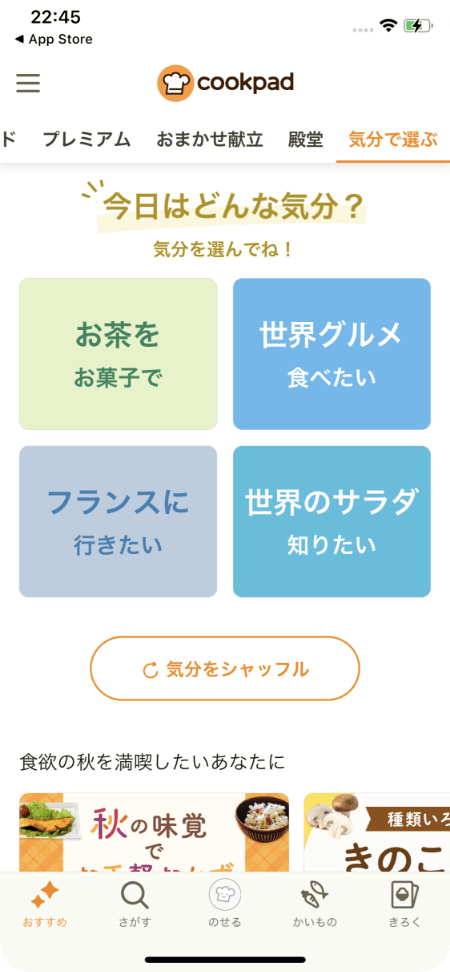 22:45
◀ App Store
cookpad
ド プレミアム おまかせ献立 殿堂 気分で選ぶ
今日はどんな気分？
気分を選んでね！
お茶を
お菓子で
世界グルメ
食べたい
フランスに
行きたい
世界のサラダ
知りたい
気分をシャッフル
食欲の秋を満喫したいあなたに
秋の味覚
で
お手軽おかず
種類いろ
きのこ
おすすめ さがす のせる かいもの きろく